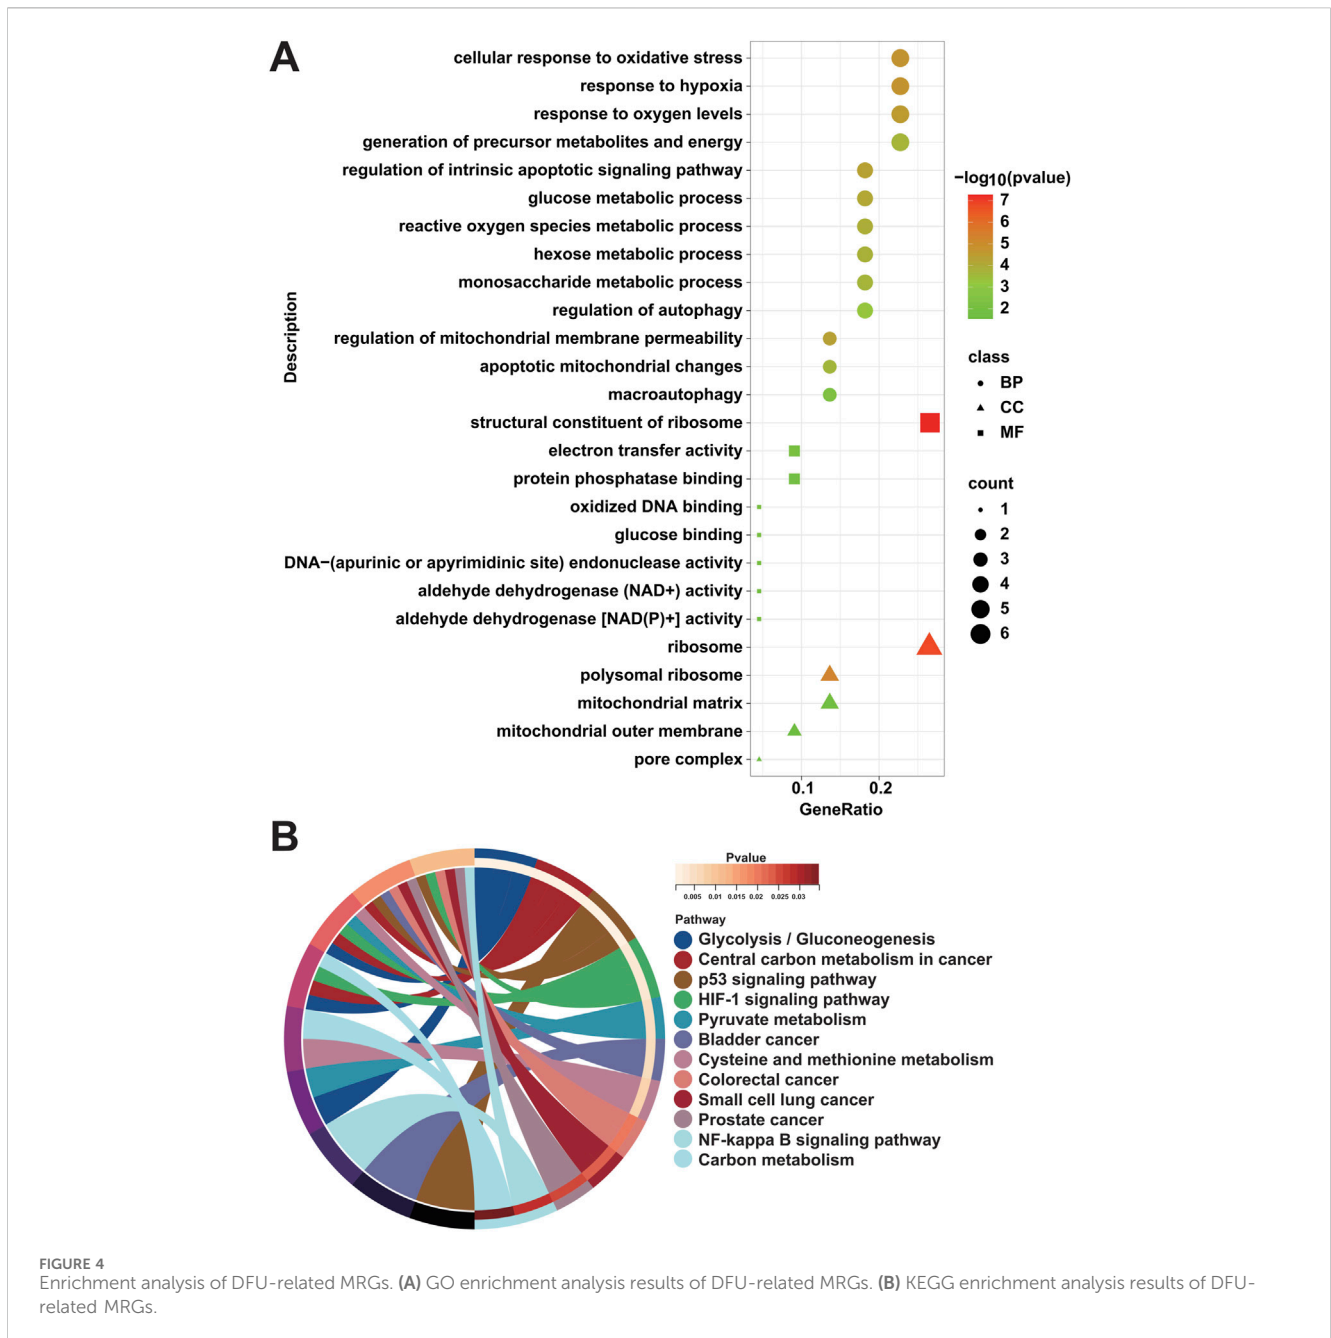 A
cellular response to oxidative stress
response to hypoxia
response to oxygen levels
generation of precursor metabolites and energy
regulation of intrinsic apoptotic signaling pathway
glucose metabolic process
reactive oxygen species metabolic process
hexose metabolic process
monosaccharide metabolic process
regulation of autophagy
regulation of mitochondrial membrane permeability
apoptotic mitochondrial changes
macroautophagy
structural constituent of ribosome
electron transfer activity
protein phosphatase binding
oxidized DNA binding
glucose binding
DNA−(apurinic or apyrimidinic site) endonuclease activity
aldehyde dehydrogenase (NAD+) activity
aldehyde dehydrogenase [NAD(P)+] activity
ribosome
polysomal ribosome
mitochondrial matrix
mitochondrial outer membrane
pore complex
Description
0.1 0.2
GeneRatio
−log10(pvalue)
7
6
5
4
3
2
class
BP
CC
MF
count
1
2
3
4
5
6
B
Pvalue
0.005 0.01 0.015 0.02 0.025 0.03
Pathway
Glycolysis / Gluconeogenesis
Central carbon metabolism in cancer
p53 signaling pathway
HIF-1 signaling pathway
Pyruvate metabolism
Bladder cancer
Cysteine and methionine metabolism
Colorectal cancer
Small cell lung cancer
Prostate cancer
NF-kappa B signaling pathway
Carbon metabolism
FIGURE 4
Enrichment analysis of DFU-related MRGs. (A) GO enrichment analysis results of DFU-related MRGs. (B) KEGG enrichment analysis results of DFU-
related MRGs.